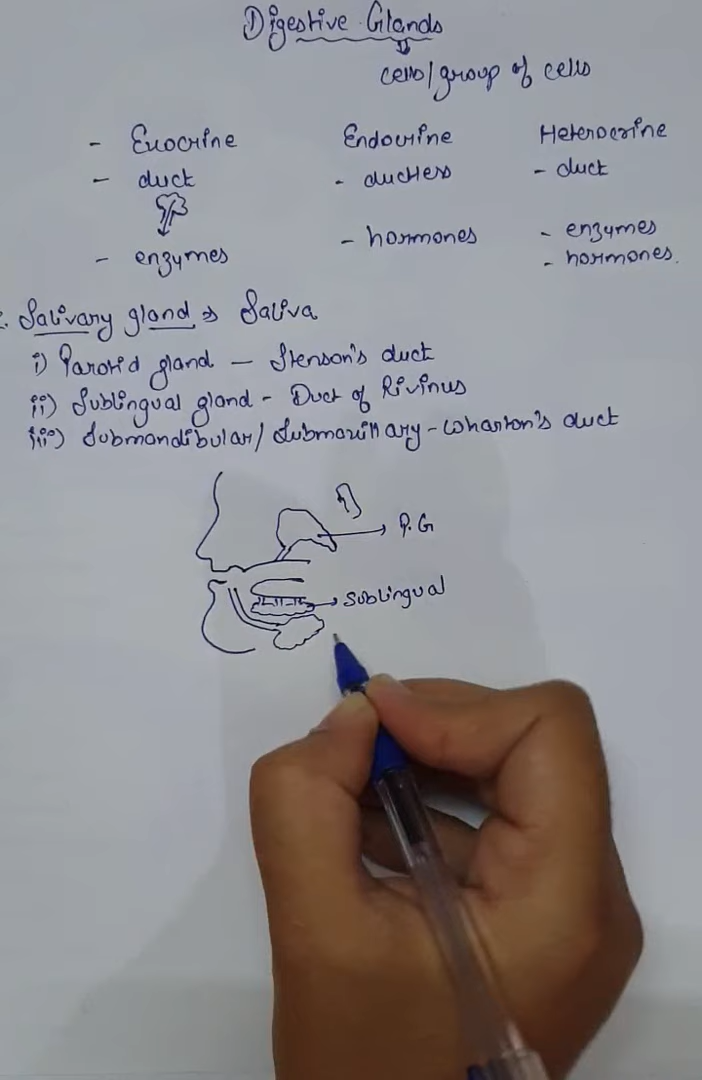 Digestive Glands
cells/group of cells
- Exocrine Endocrine Heterocrine
- duct - ductless - duct
- enzymes - hormones - enzymes
- hormones.
Salivary gland → Saliva
i) Parotid gland - Stenson's duct
ii) Sublingual gland - Duct of Rivinus
iii) Submandibular/Submaxillary - Wharton's duct
P.G
Sublingual